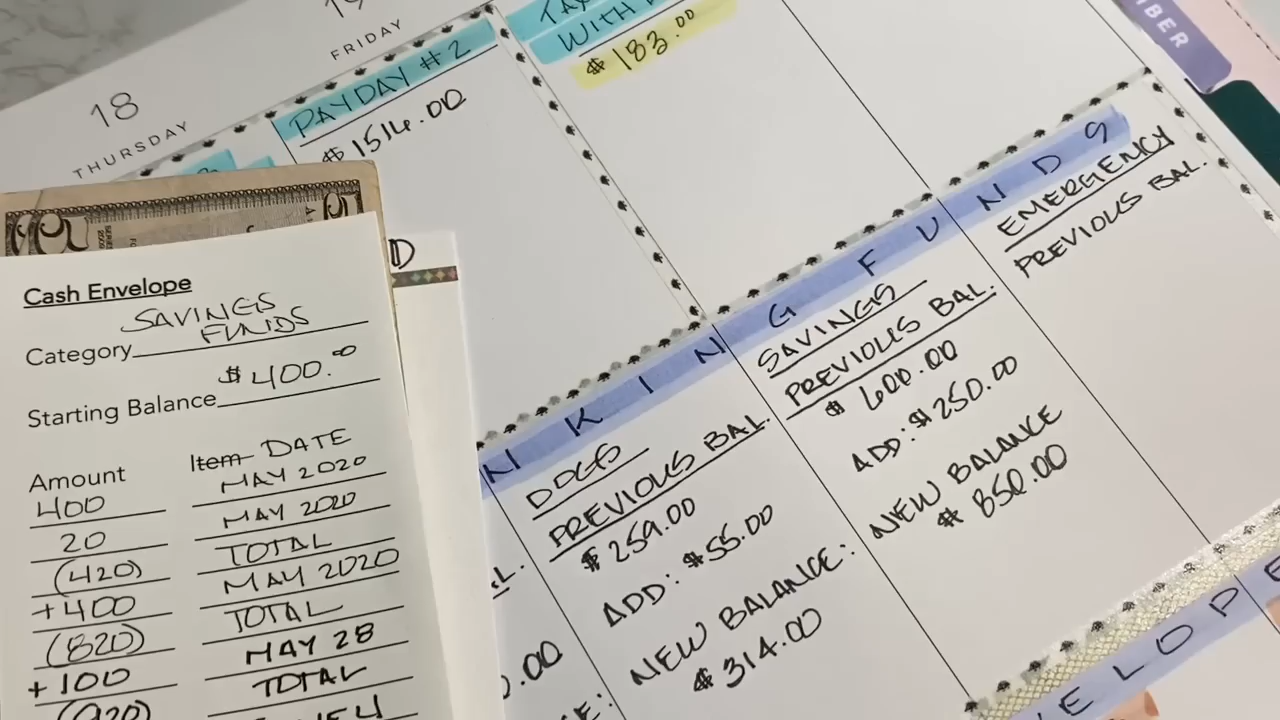 18
THURSDAY
FRIDAY
PAYDAY #2
$1514.00
WITH
$183.00
BER
Cash Envelope
Category SAVINGS FUNDS
Starting Balance $400.00
Amount Item DATE
400 MAY 2020
20 MAY 2020
(420) TOTAL
+400 MAY 2020
(820) TOTAL
+100 MAY 28
(920) TOTAL
D
N K I N G F U N D S
DOGS
PREVIOUS BAL.
$259.00
ADD: $55.00
NEW BALANCE:
$314.00
SAVINGS
PREVIOUS BAL.
$600.00
ADD: $250.00
NEW BALANCE
$850.00
EMERGENCY
PREVIOUS BAL.
E L O P E